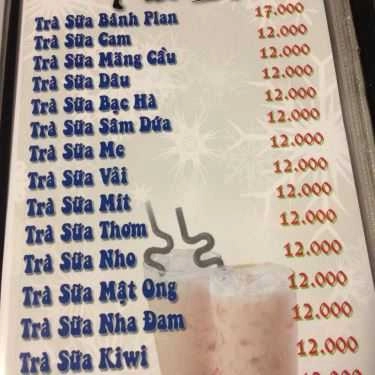 Trà Sữa Bánh Plan 17.000
Trà Sữa Cam 12.000
Trà Sữa Mãng Cầu 12.000
Trà Sữa Dâu 12.000
Trà Sữa Bạc Hà 12.000
Trà Sữa Sâm Dứa 12.000
Trà Sữa Me 12.000
Trà Sữa Vải 12.000
Trà Sữa Mít 12.000
Trà Sữa Thơm 12.000
Trà Sữa Nho 12.000
Trà Sữa Mật Ong 12.000
Trà Sữa Nha Đam 12.000
Trà Sữa Kiwi 12.000